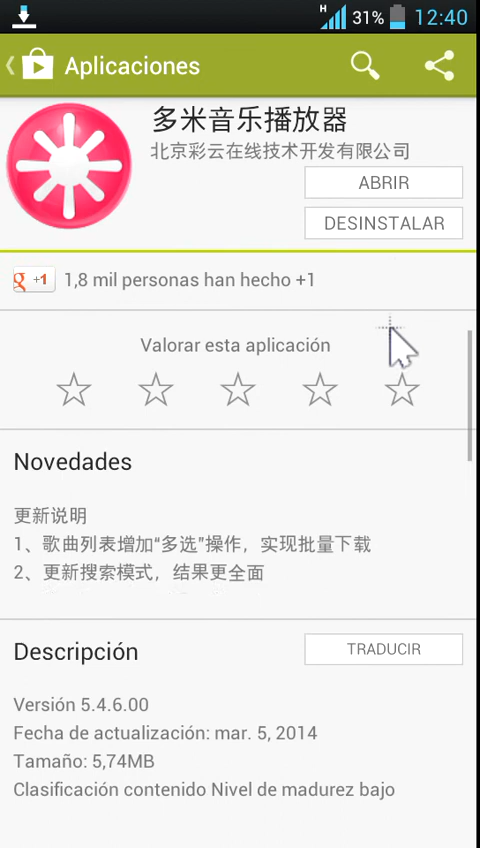 H 31% 12:40
Aplicaciones
多米音乐播放器
北京彩云在线技术开发有限公司
ABRIR
DESINSTALAR
g +1 1,8 mil personas han hecho +1
Valorar esta aplicación
Novedades
更新说明
1、歌曲列表增加“多选”操作，实现批量下载
2、更新搜索模式，结果更全面
Descripción
TRADUCIR
Versión 5.4.6.00
Fecha de actualización: mar. 5, 2014
Tamaño: 5,74MB
Clasificación contenido Nivel de madurez bajo